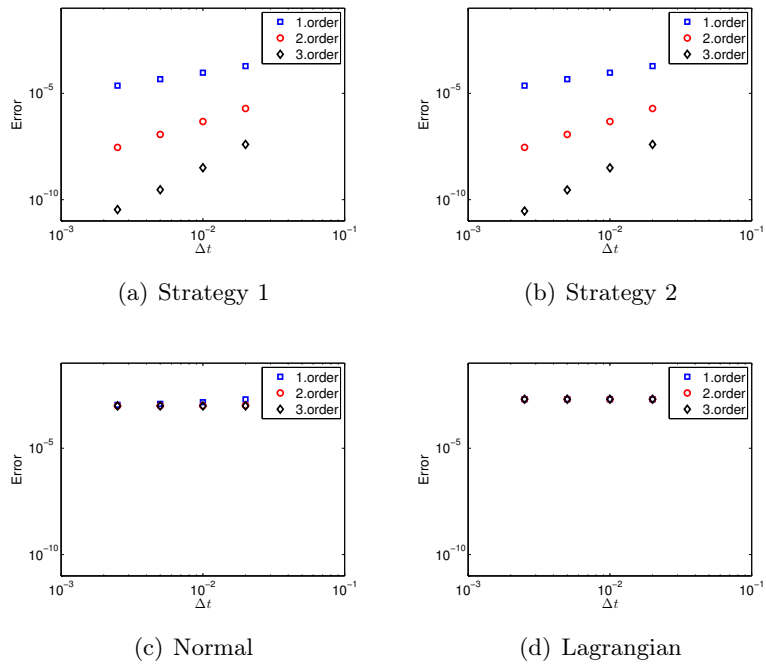 1.order
2.order
3.order
Error
10⁻⁵
10⁻¹⁰
10⁻³
10⁻²
10⁻¹
Δt
(a) Strategy 1
1.order
2.order
3.order
Error
10⁻⁵
10⁻¹⁰
10⁻³
10⁻²
10⁻¹
Δt
(b) Strategy 2
1.order
2.order
3.order
Error
10⁻⁵
10⁻¹⁰
10⁻³
10⁻²
10⁻¹
Δt
(c) Normal
1.order
2.order
3.order
Error
10⁻⁵
10⁻¹⁰
10⁻³
10⁻²
10⁻¹
Δt
(d) Lagrangian